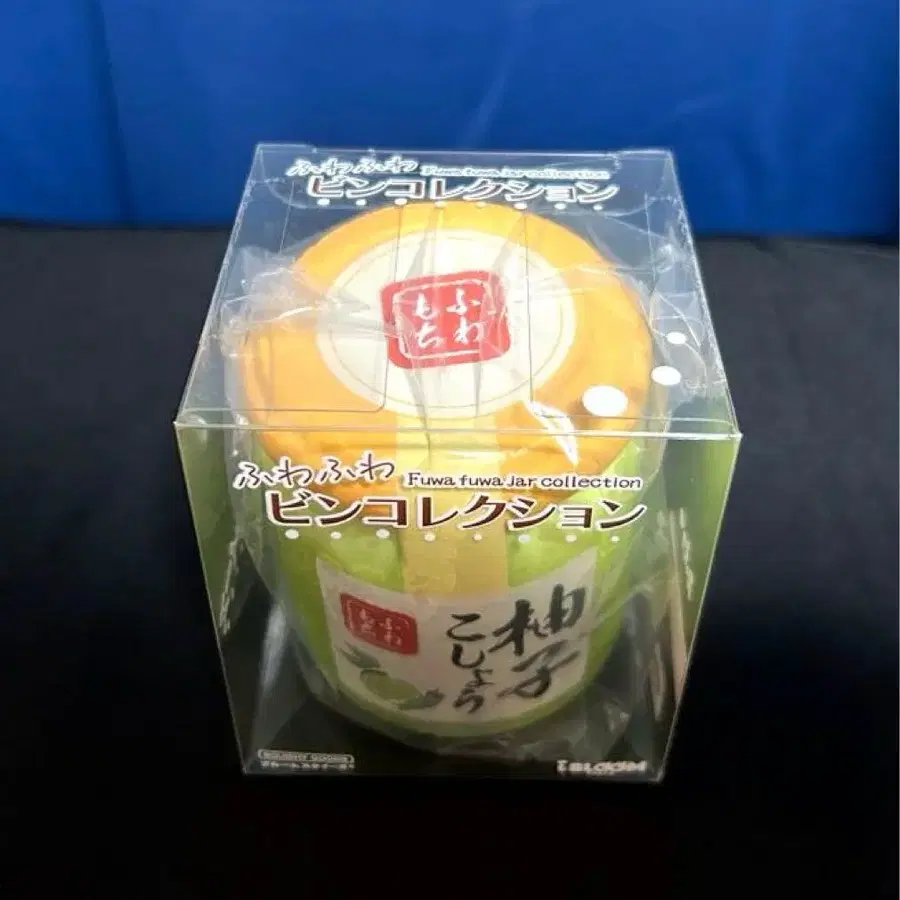 ふわふわ Fuwa fuwa jar collection
ビンコレクション
ふわもち
ふわふわ Fuwa fuwa Jar collection
ビンコレクション
柚子
こしょう
ふわもち
SQUISHY GOODS